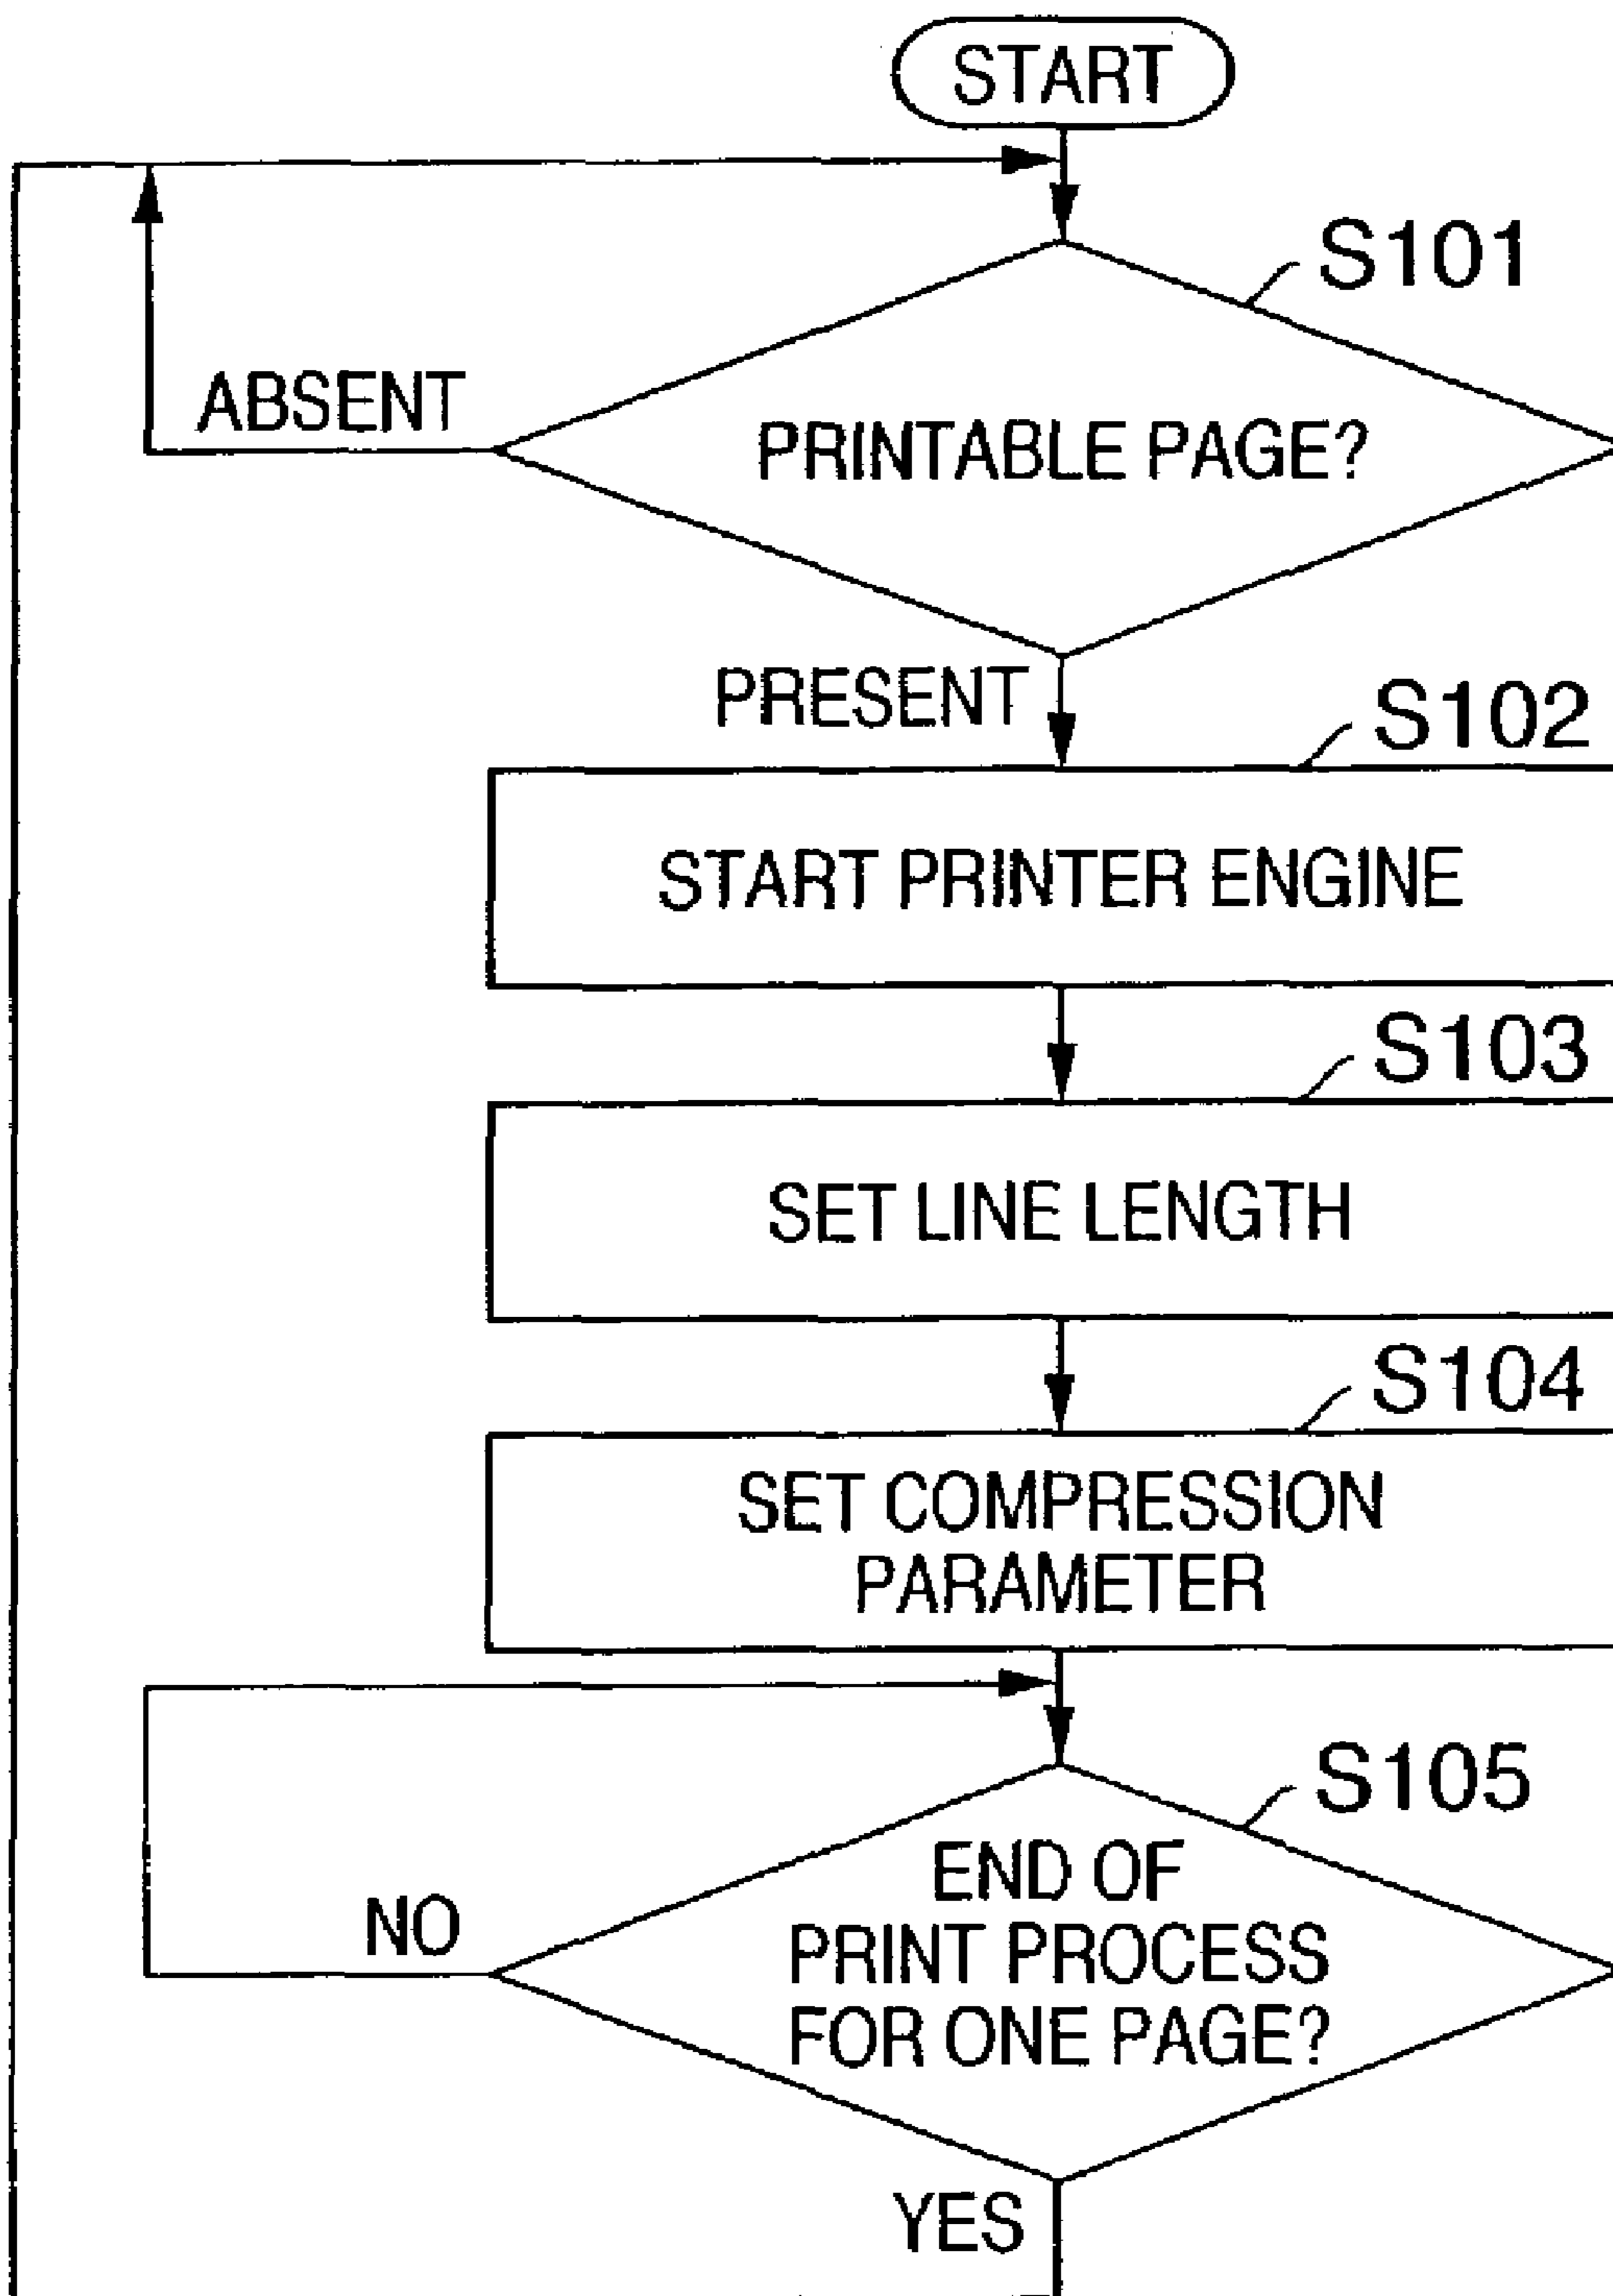 START
S101
ABSENT
PRINTABLE PAGE?
PRESENT
S102
START PRINTER ENGINE
S103
SET LINE LENGTH
S104
SET COMPRESSION
PARAMETER
S105
END OF
NO
PRINT PROCESS
FOR ONE PAGE?
YES